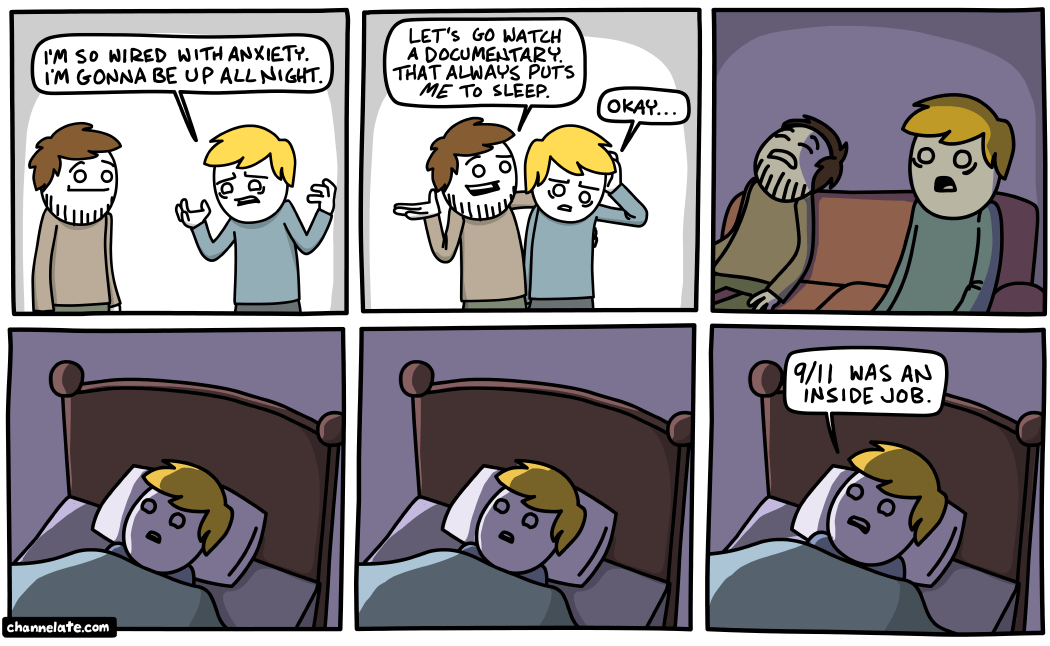 I'M SO WIRED WITH ANXIETY.
I'M GONNA BE UP ALL NIGHT.
LET'S GO WATCH
A DOCUMENTARY.
THAT ALWAYS PUTS
ME TO SLEEP.
OKAY...
9/11 WAS AN
INSIDE JOB.
channelate.com